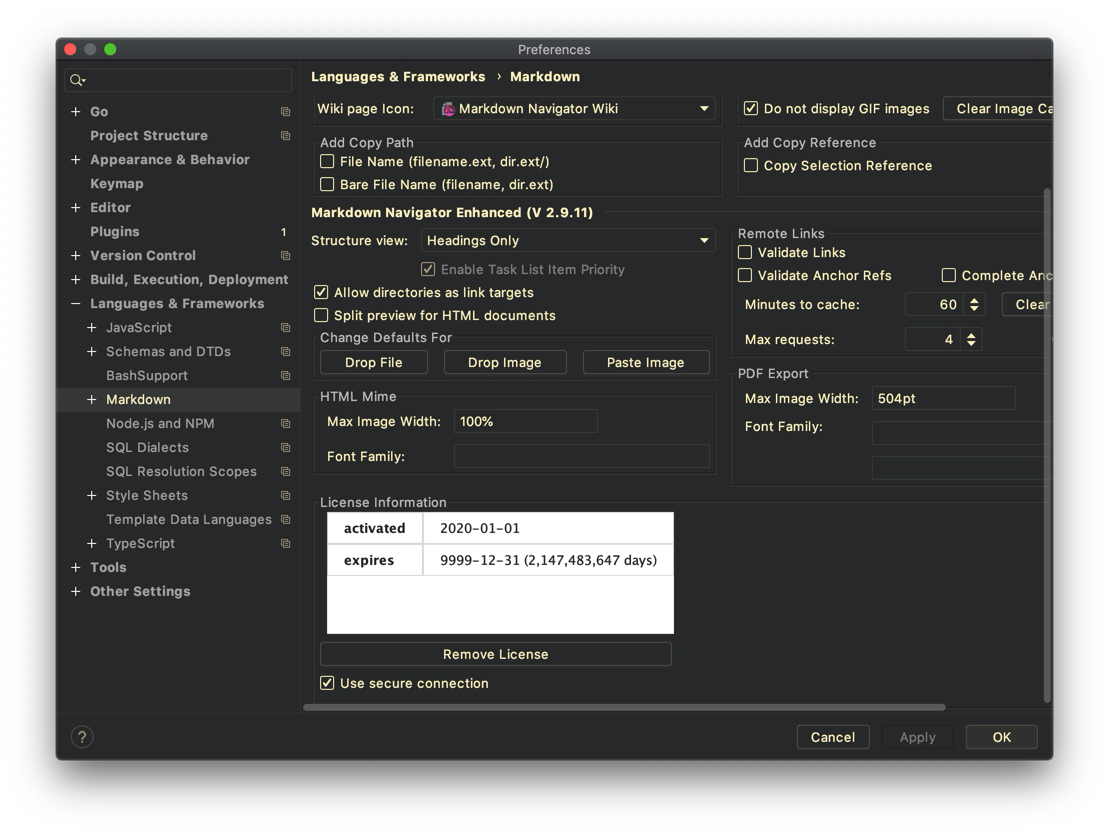 Preferences
Go
Project Structure
Appearance & Behavior
Keymap
Editor
Plugins 1
Version Control
Build, Execution, Deployment
Languages & Frameworks
JavaScript
Schemas and DTDs
BashSupport
Markdown
Node.js and NPM
SQL Dialects
SQL Resolution Scopes
Style Sheets
Template Data Languages
TypeScript
Tools
Other Settings
Languages & Frameworks › Markdown
Wiki page Icon: Markdown Navigator Wiki
Do not display GIF images Clear Image Ca
Add Copy Path
File Name (filename.ext, dir.ext/)
Bare File Name (filename, dir.ext)
Add Copy Reference
Copy Selection Reference
Markdown Navigator Enhanced (V 2.9.11)
Structure view: Headings Only
Enable Task List Item Priority
Allow directories as link targets
Split preview for HTML documents
Change Defaults For
Drop File Drop Image Paste Image
HTML Mime
Max Image Width: 100%
Font Family:
Remote Links
Validate Links
Validate Anchor Refs Complete Anc
Minutes to cache: 60 Clear
Max requests: 4
PDF Export
Max Image Width: 504pt
Font Family:
License Information
activated 2020-01-01
expires 9999-12-31 (2,147,483,647 days)
Remove License
Use secure connection
? Cancel Apply OK